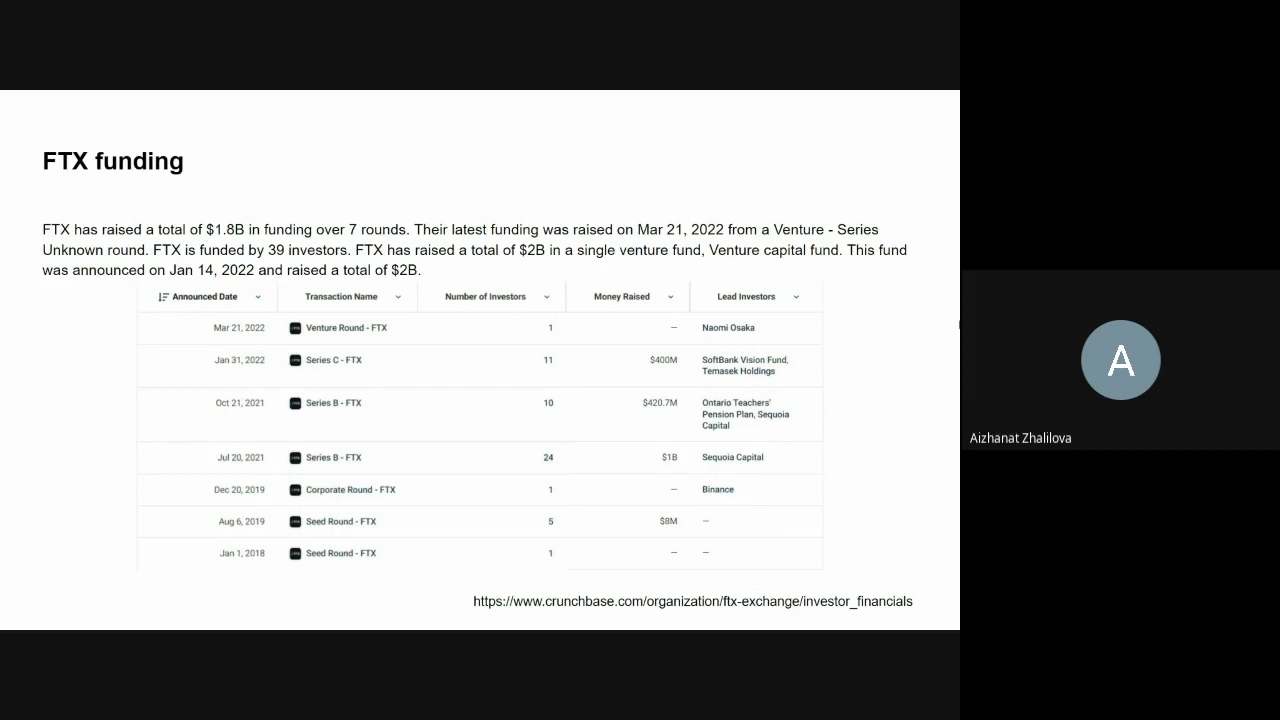 FTX funding
FTX has raised a total of $1.8B in funding over 7 rounds. Their latest funding was raised on Mar 21, 2022 from a Venture - Series
Unknown round. FTX is funded by 39 investors. FTX has raised a total of $2B in a single venture fund, Venture capital fund. This fund
was announced on Jan 14, 2022 and raised a total of $2B.
Announced Date Transaction Name Number of Investors Money Raised Lead Investors
Mar 21, 2022 Venture Round - FTX 1 — Naomi Osaka
Jan 31, 2022 Series C - FTX 11 $400M SoftBank Vision Fund,
Temasek Holdings
Oct 21, 2021 Series B - FTX 10 $420.7M Ontario Teachers'
Pension Plan, Sequoia
Capital
Jul 20, 2021 Series B - FTX 24 $1B Sequoia Capital
Dec 20, 2019 Corporate Round - FTX 1 — Binance
Aug 6, 2019 Seed Round - FTX 5 $8M —
Jan 1, 2018 Seed Round - FTX 1 — —
https://www.crunchbase.com/organization/ftx-exchange/investor_financials
A
Aizhanat Zhalilova